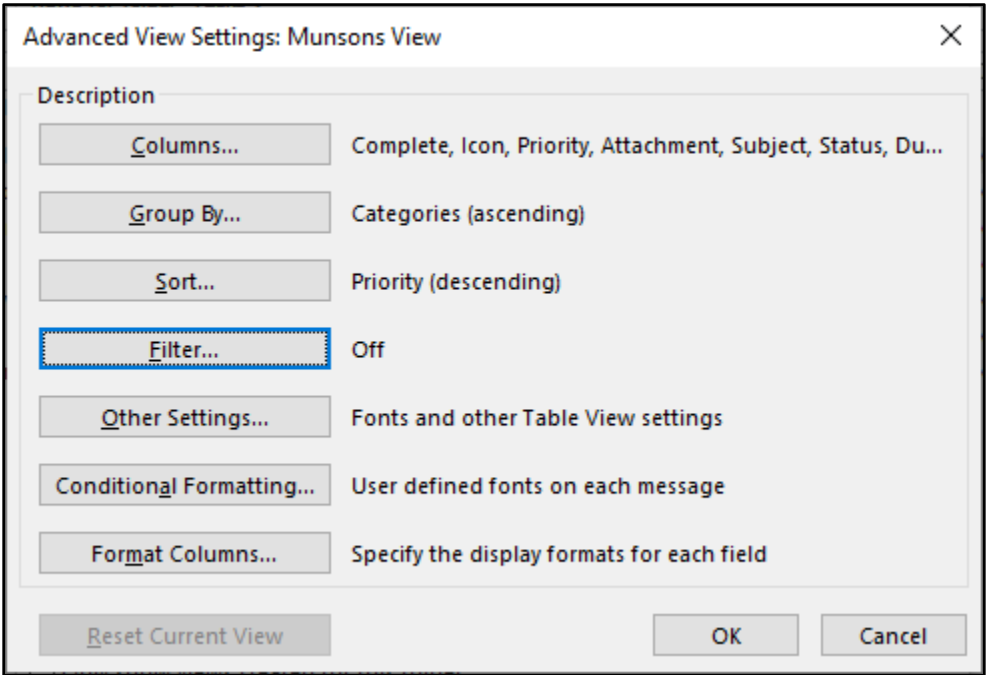 Advanced View Settings: Munsons View
Description
Columns... Complete, Icon, Priority, Attachment, Subject, Status, Du...
Group By... Categories (ascending)
Sort... Priority (descending)
Filter... Off
Other Settings... Fonts and other Table View settings
Conditional Formatting... User defined fonts on each message
Format Columns... Specify the display formats for each field
Reset Current View OK Cancel